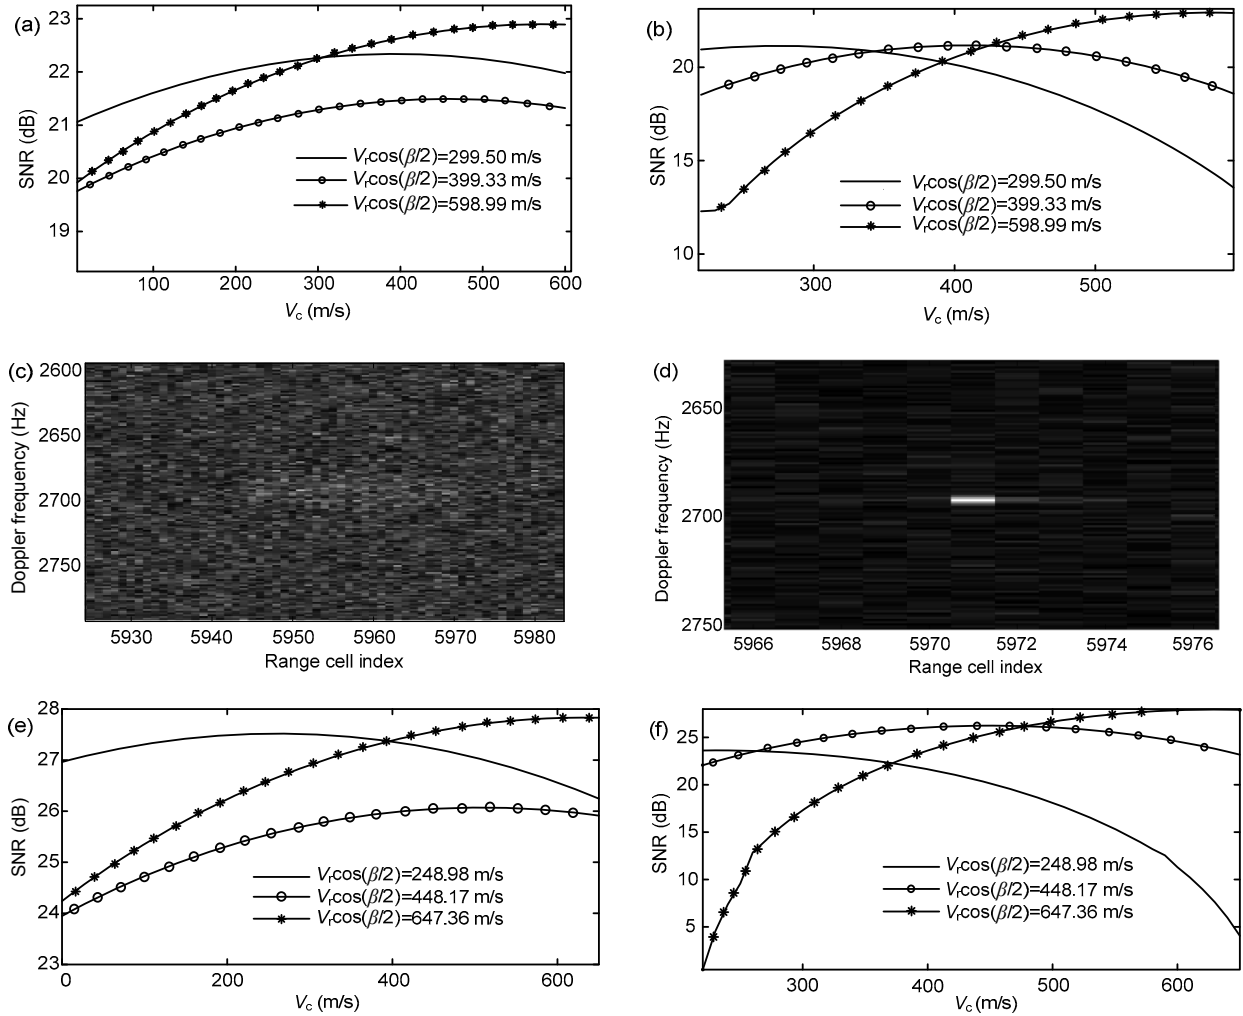 (a)
23
22
21
20
19
SNR (dB)
Vrcos(β/2)=299.50 m/s
Vrcos(β/2)=399.33 m/s
Vrcos(β/2)=598.99 m/s
100 200 300 400 500 600
Vc (m/s)
(b)
20
15
10
SNR (dB)
Vrcos(β/2)=299.50 m/s
Vrcos(β/2)=399.33 m/s
Vrcos(β/2)=598.99 m/s
300 400 500
Vc (m/s)
(c)
2600
2650
2700
2750
Doppler frequency (Hz)
5930 5940 5950 5960 5970 5980
Range cell index
(d)
2650
2700
2750
Doppler frequency (Hz)
5966 5968 5970 5972 5974 5976
Range cell index
(e)
28
27
26
25
24
23
SNR (dB)
Vrcos(β/2)=248.98 m/s
Vrcos(β/2)=448.17 m/s
Vrcos(β/2)=647.36 m/s
0 200 400 600
Vc (m/s)
(f)
25
20
15
10
5
SNR (dB)
Vrcos(β/2)=248.98 m/s
Vrcos(β/2)=448.17 m/s
Vrcos(β/2)=647.36 m/s
300 400 500 600
Vc (m/s)